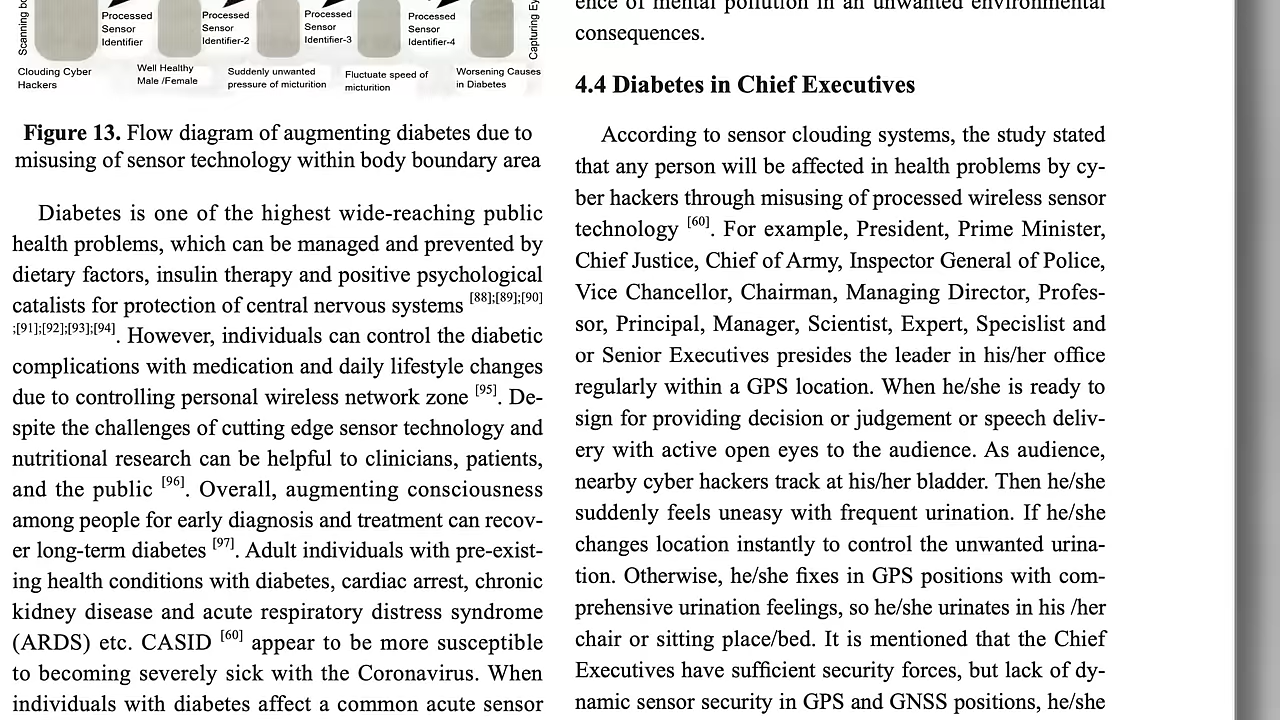 Scanning bo
Processed
Sensor
Identifier
Processed
Sensor
Identifier-2
Processed
Sensor
Identifier-3
Processed
Sensor
Identifier-4
Capturing Ey
Clouding Cyber
Hackers
Well Healthy
Male /Female
Suddenly unwanted
pressure of micturition
Fluctuate speed of
micturition
Worsening Causes
in Diabetes
Figure 13. Flow diagram of augmenting diabetes due to
misusing of sensor technology within body boundary area
Diabetes is one of the highest wide-reaching public
health problems, which can be managed and prevented by
dietary factors, insulin therapy and positive psychological
catalists for protection of central nervous systems [88];[89];[90]
;[91];[92];[93];[94]. However, individuals can control the diabetic
complications with medication and daily lifestyle changes
due to controlling personal wireless network zone [95]. De-
spite the challenges of cutting edge sensor technology and
nutritional research can be helpful to clinicians, patients,
and the public [96]. Overall, augmenting consciousness
among people for early diagnosis and treatment can recov-
er long-term diabetes [97]. Adult individuals with pre-exist-
ing health conditions with diabetes, cardiac arrest, chronic
kidney disease and acute respiratory distress syndrome
(ARDS) etc. CASID [60] appear to be more susceptible
to becoming severely sick with the Coronavirus. When
individuals with diabetes affect a common acute sensor
ence of mental pollution in an unwanted environmental
consequences.
4.4 Diabetes in Chief Executives
According to sensor clouding systems, the study stated
that any person will be affected in health problems by cy-
ber hackers through misusing of processed wireless sensor
technology [60]. For example, President, Prime Minister,
Chief Justice, Chief of Army, Inspector General of Police,
Vice Chancellor, Chairman, Managing Director, Profes-
sor, Principal, Manager, Scientist, Expert, Specislist and
or Senior Executives presides the leader in his/her office
regularly within a GPS location. When he/she is ready to
sign for providing decision or judgement or speech deliv-
ery with active open eyes to the audience. As audience,
nearby cyber hackers track at his/her bladder. Then he/she
suddenly feels uneasy with frequent urination. If he/she
changes location instantly to control the unwanted urina-
tion. Otherwise, he/she fixes in GPS positions with com-
prehensive urination feelings, so he/she urinates in his /her
chair or sitting place/bed. It is mentioned that the Chief
Executives have sufficient security forces, but lack of dy-
namic sensor security in GPS and GNSS positions, he/she